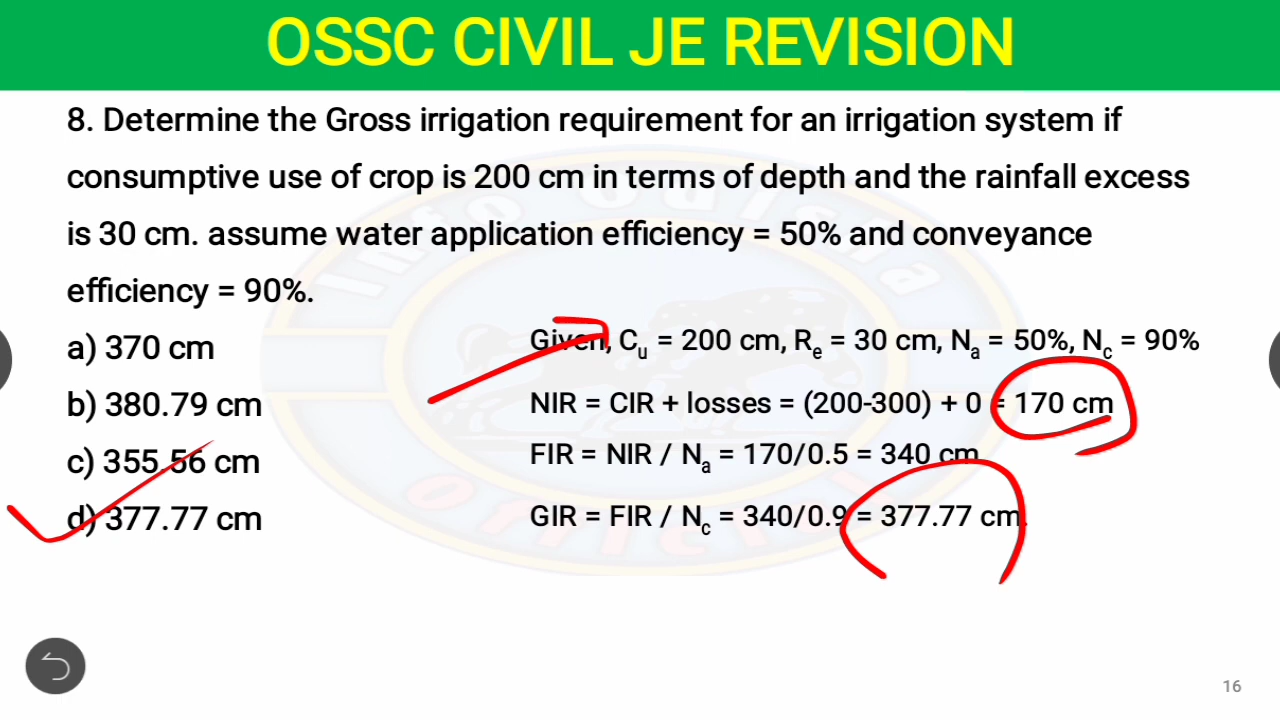 OSSC CIVIL JE REVISION
8. Determine the Gross irrigation requirement for an irrigation system if
consumptive use of crop is 200 cm in terms of depth and the rainfall excess
is 30 cm. assume water application efficiency = 50% and conveyance
efficiency = 90%.
a) 370 cm
b) 380.79 cm
c) 355.56 cm
d) 377.77 cm
Given, Cu = 200 cm, Re = 30 cm, Na = 50%, Nc = 90%
NIR = CIR + losses = (200-300) + 0 = 170 cm
FIR = NIR / Na = 170/0.5 = 340 cm
GIR = FIR / Nc = 340/0.9 = 377.77 cm.
Info Odisha
Official
16